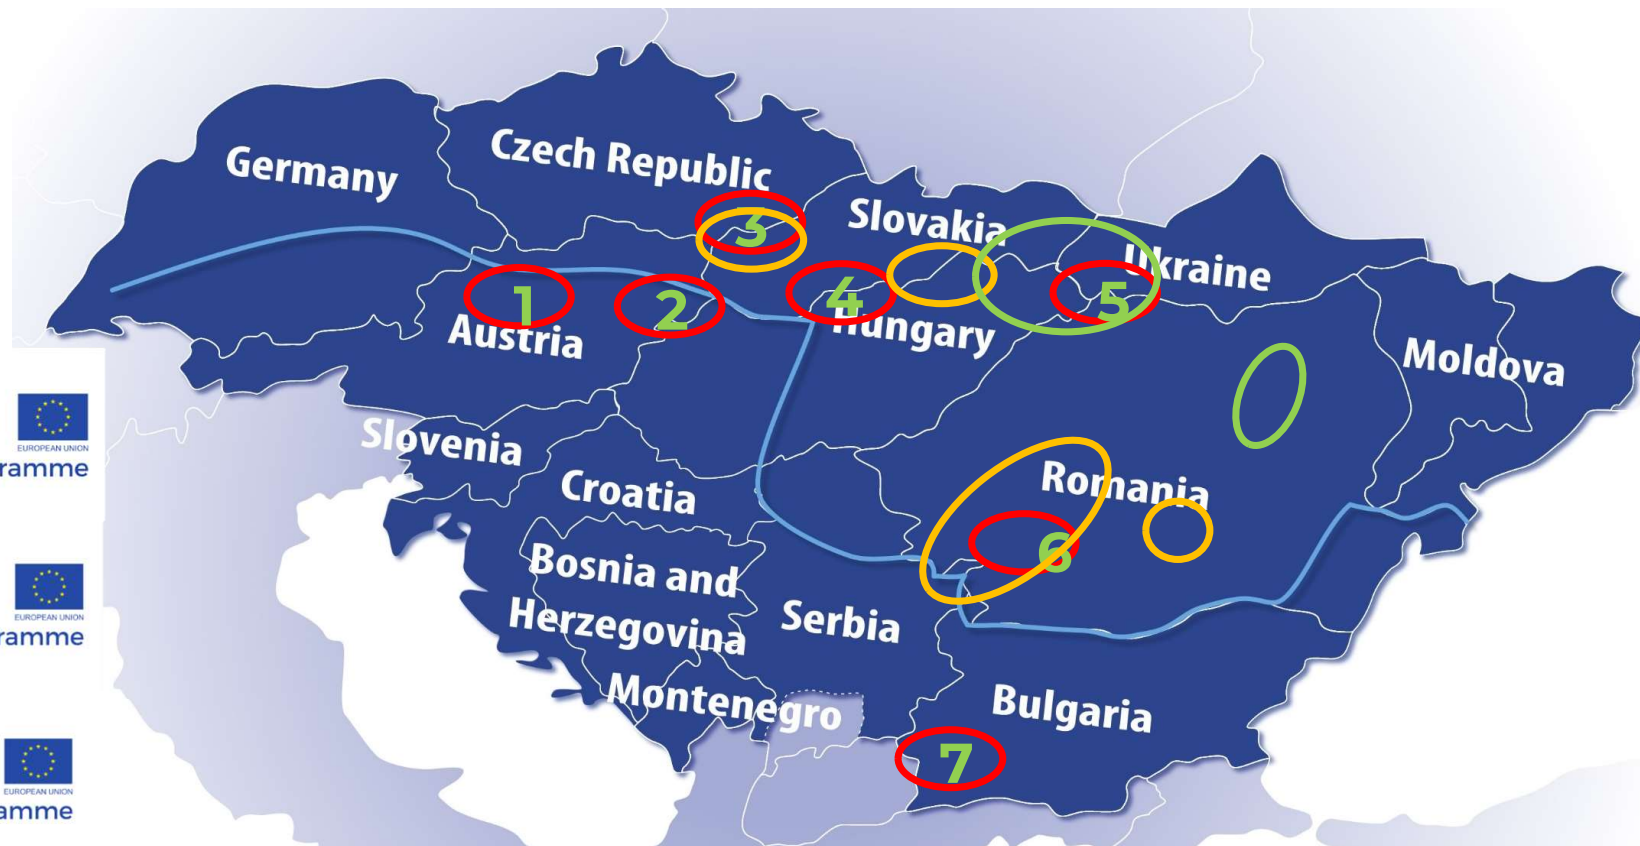 Germany
Czech Republic
Slovakia
Ukraine
Moldova
Austria
Hungary
Slovenia
Croatia
Romania
Bosnia and
Herzegovina
Serbia
Montenegro
Bulgaria
1
2
3
4
5
6
7
EUROPEAN UNION
ramme
EUROPEAN UNION
ramme
EUROPEAN UNION
amme